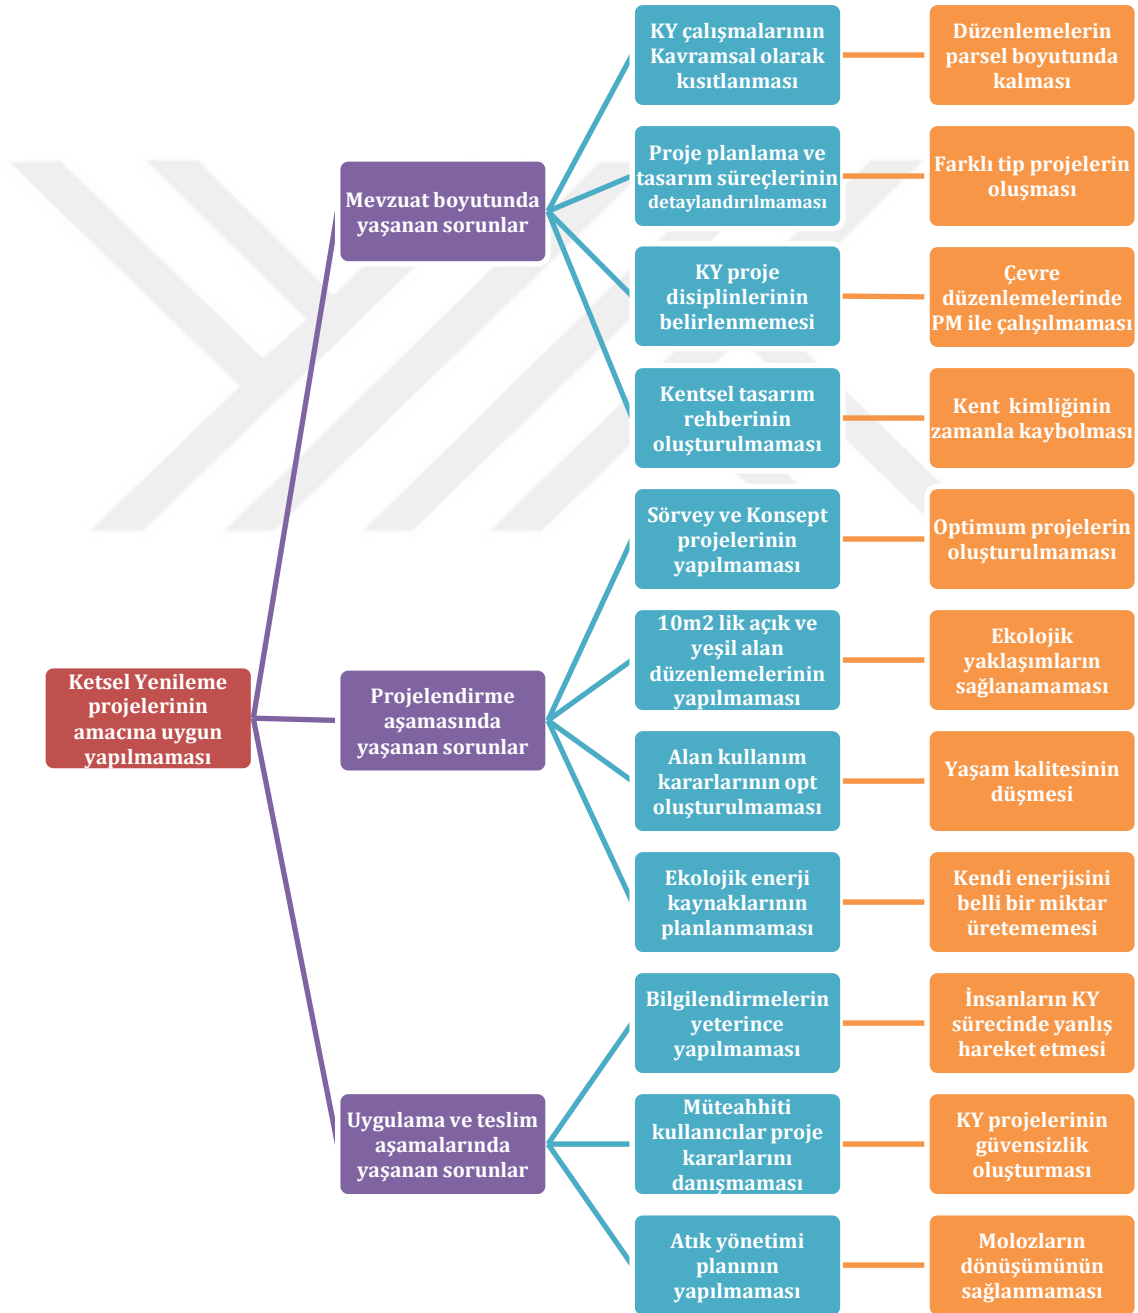 KY çalışmalarının
Kavramsal olarak
kısıtlanması
Düzenlemelerin
parsel boyutunda
kalması
Mevzuat boyutunda
yaşanan sorunlar
Proje planlama ve
tasarım süreçlerinin
detaylandırılmaması
Farklı tip projelerin
oluşması
KY proje
disiplinlerinin
belirlenmemesi
Çevre
düzenlemelerinde
PM ile çalışılmaması
Kentsel tasarım
rehberinin
oluşturulmaması
Kent kimliğinin
zamanla kaybolması
Ketsel Yenileme
projelerinin
amacına uygun
yapılmaması
Projelendirme
aşamasında
yaşanan sorunlar
Sörvey ve Konsept
projelerinin
yapılmaması
Optimum projelerin
oluşturulmaması
10m2 lik açık ve
yeşil alan
düzenlemelerinin
yapılmaması
Ekolojik
yaklaşımların
sağlanamaması
Alan kullanım
kararlarının opt
oluşturulmaması
Yaşam kalitesinin
düşmesi
Ekolojik enerji
kaynaklarının
planlanmaması
Kendi enerjisini
belli bir miktar
üretememesi
Uygulama ve teslim
aşamalarında
yaşanan sorunlar
Bilgilendirmelerin
yeterince
yapılmaması
İnsanların KY
sürecinde yanlış
hareket etmesi
Müteahhiti
kullanıcılar proje
kararlarını
danışmaması
KY projelerinin
güvensizlik
oluşturması
Atık yönetimi
planının
yapılmaması
Molozların
dönüşümünün
sağlanmaması